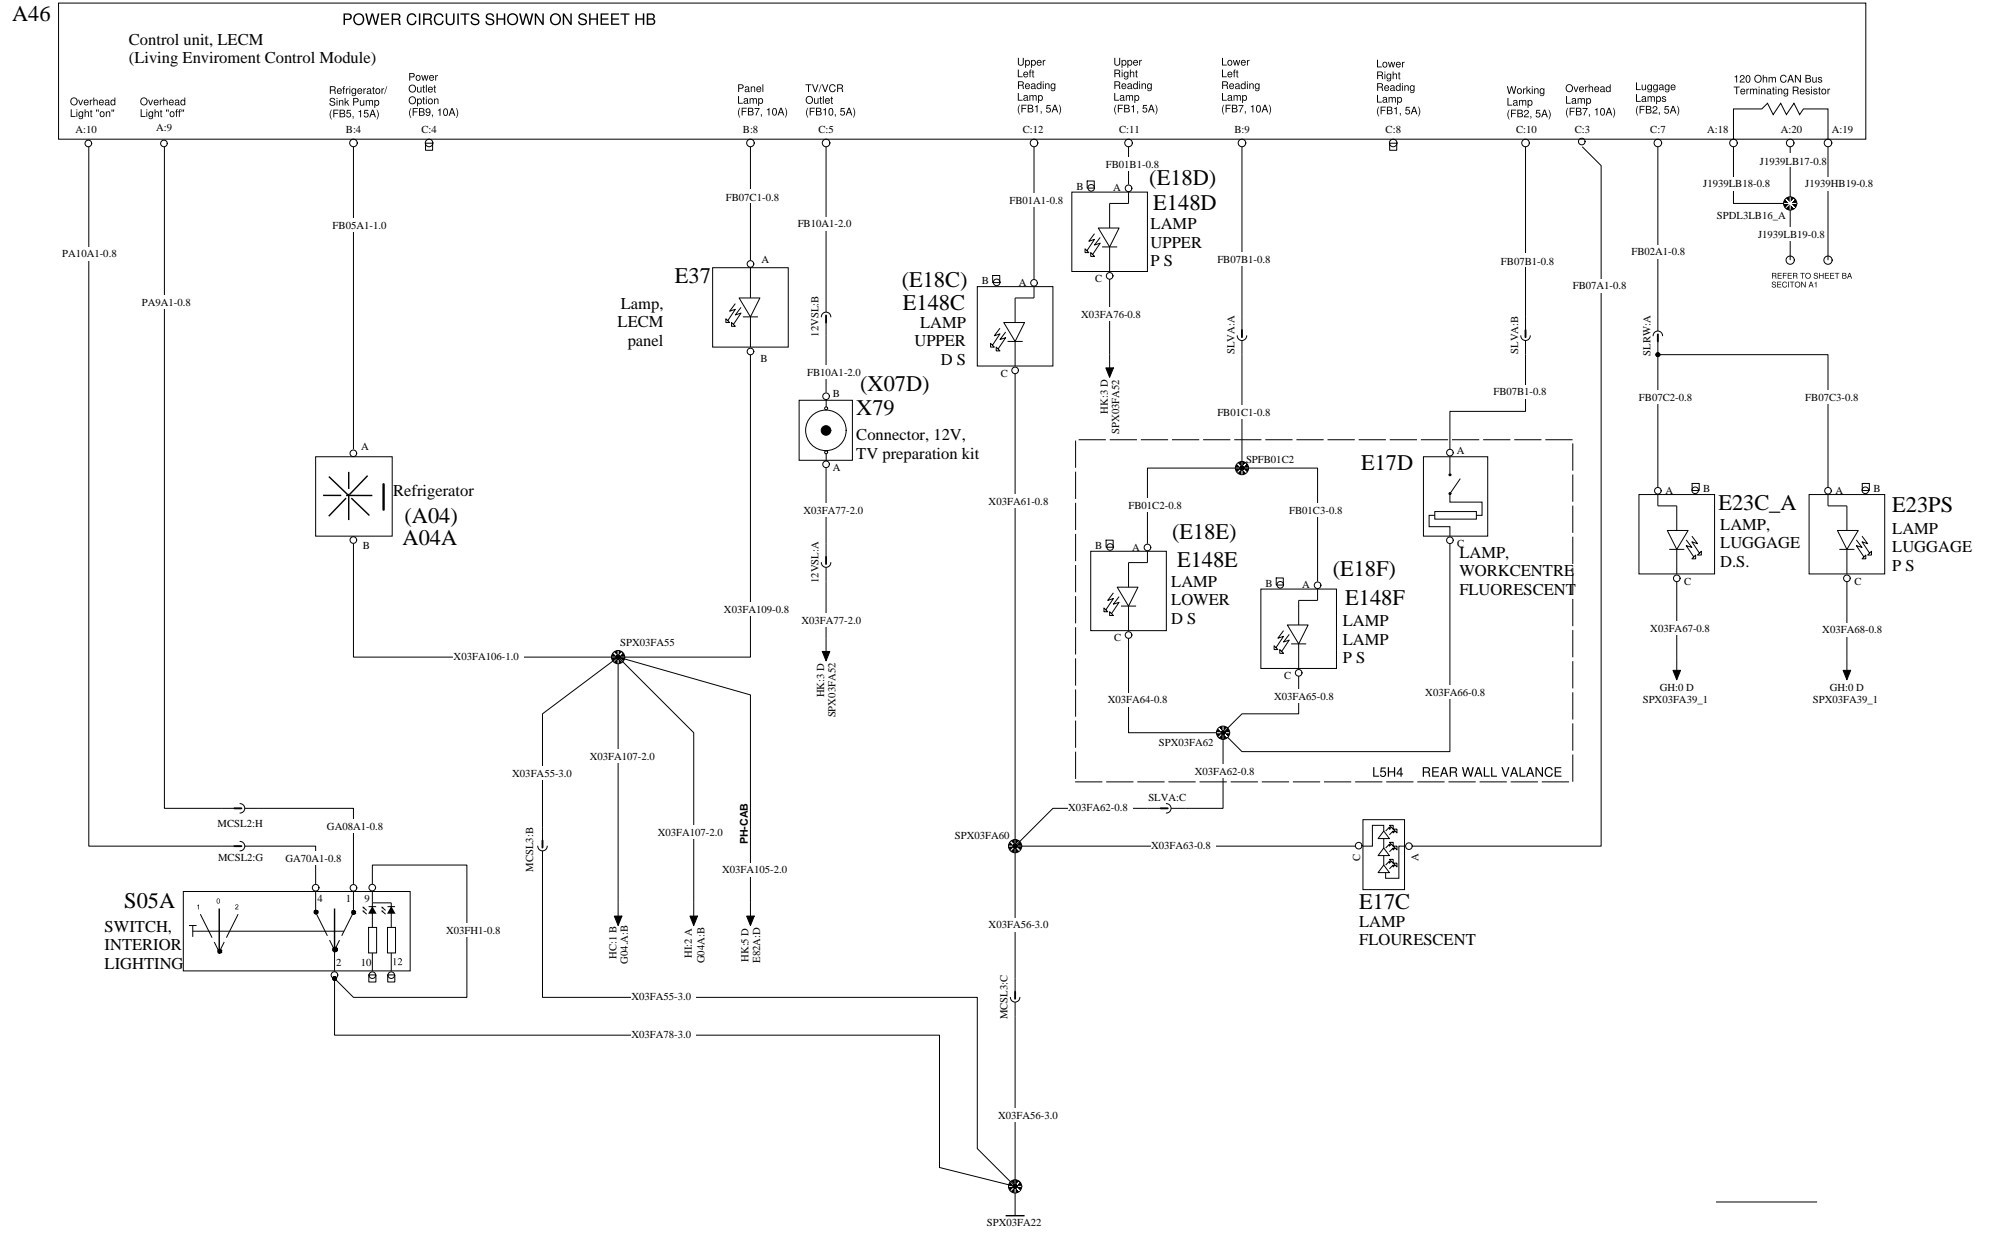 A46
POWER CIRCUITS SHOWN ON SHEET HB
Control unit, LECM
(Living Enviroment Control Module)
Overhead
Light "on"
A:10
Overhead
Light "off"
A:9
Refrigerator/
Sink Pump
(FB5, 15A)
B:4
Power
Outlet
Option
(FB9, 10A)
C:4
Panel
Lamp
(FB7, 10A)
B:8
TV/VCR
Outlet
(FB10, 5A)
C:5
Upper
Left
Reading
Lamp
(FB1, 5A)
C:12
Upper
Right
Reading
Lamp
(FB1, 5A)
C:11
Lower
Left
Reading
Lamp
(FB7, 10A)
B:9
Lower
Right
Reading
Lamp
(FB1, 5A)
C:8
Working
Lamp
(FB2, 5A)
C:10
Overhead
Lamp
(FB7, 10A)
C:3
Luggage
Lamps
(FB2, 5A)
C:7
120 Ohm CAN Bus
Terminating Resistor
A:18
A:20
A:19
J1939LB17-0.8
J1939LB18-0.8
J1939HB19-0.8
SPDL3LB16_A
J1939LB19-0.8
REFER TO SHEET BA
SECITON A1
PA10A1-0.8
PA9A1-0.8
FB05A1-1.0
FB07C1-0.8
FB10A1-2.0
FB01A1-0.8
FB01B1-0.8
FB07B1-0.8
FB07B1-0.8
FB07A1-0.8
FB02A1-0.8
A
E37
Lamp,
LECM
panel
B
12VSL:B
FB10A1-2.0
B
(X07D)
X79
Connector, 12V,
TV preparation kit
A
X03FA77-2.0
12VSL:A
X03FA77-2.0
HK:3 D
SPX03FA52
B
A
(E18C)
E148C
LAMP
UPPER
D S
C
B
A
(E18D)
E148D
LAMP
UPPER
P S
C
X03FA76-0.8
HK:3 D
SPX03FA52
SLVA:A
FB01C1-0.8
SLVA:B
FB07B1-0.8
SLRW:A
FB07C2-0.8
FB07C3-0.8
A
Refrigerator
(A04)
A04A
B
X03FA61-0.8
SPFB01C2
FB01C2-0.8
FB01C3-0.8
B
A
(E18E)
E148E
LAMP
LOWER
D S
C
B
A
(E18F)
E148F
LAMP
LAMP
P S
C
E17D
A
C
LAMP,
WORKCENTRE
FLUORESCENT
A
B
E23C_A
LAMP,
LUGGAGE
D.S.
C
X03FA67-0.8
GH:0 D
SPX03FA39_1
A
B
E23PS
LAMP
LUGGAGE
P S
C
X03FA68-0.8
GH:0 D
SPX03FA39_1
X03FA109-0.8
X03FA106-1.0
SPX03FA55
X03FA64-0.8
X03FA65-0.8
X03FA66-0.8
SPX03FA62
X03FA62-0.8
L5H4
REAR WALL VALANCE
X03FA55-3.0
X03FA107-2.0
X03FA107-2.0
PH-CAB
X03FA105-2.0
MCSL3:B
HC:1 B
G04.A:B
HI:2 A
G04A:B
HK:5 D
E82A:D
SLVA:C
X03FA62-0.8
SPX03FA60
X03FA63-0.8
C
A
E17C
LAMP
FLOURESCENT
MCSL2:H
GA08A1-0.8
MCSL2:G
GA70A1-0.8
S05A
SWITCH,
INTERIOR
LIGHTING
1
0
2
4
1
9
2
10
12
X03FH1-0.8
X03FA56-3.0
MCSL3:C
X03FA55-3.0
X03FA78-3.0
X03FA56-3.0
SPX03FA22